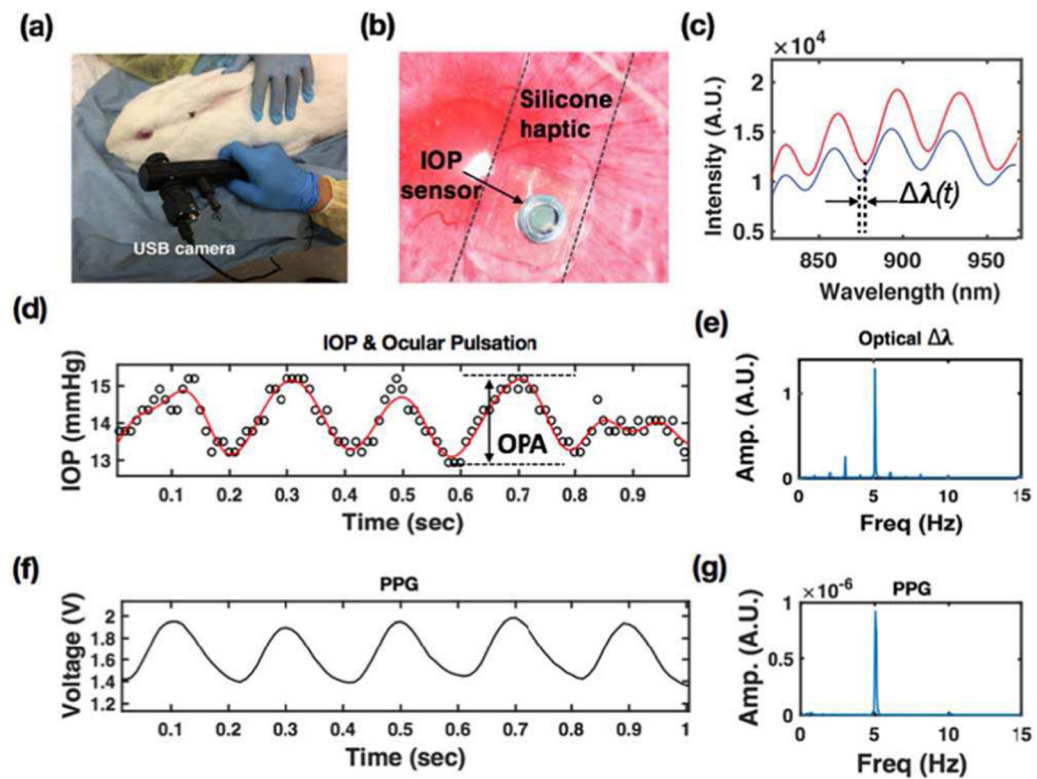 (a)
USB camera
(b)
Silicone
haptic
IOP
sensor
(c)
×10⁴
2
1.5
1
0.5
Intensity (A.U.)
Δλ(t)
850 900 950
Wavelength (nm)
(d)
IOP & Ocular Pulsation
15
14
13
IOP (mmHg)
OPA
0.1 0.2 0.3 0.4 0.5 0.6 0.7 0.8 0.9
Time (sec)
(e)
Optical Δλ
1
0
Amp. (A.U.)
0 5 10 15
Freq (Hz)
(f)
PPG
2
1.8
1.6
1.4
1.2
Voltage (V)
0.1 0.2 0.3 0.4 0.5 0.6 0.7 0.8 0.9 1
Time (sec)
(g)
×10⁻⁶
PPG
1
0.5
0
Amp. (A.U.)
0 5 10 15
Freq (Hz)